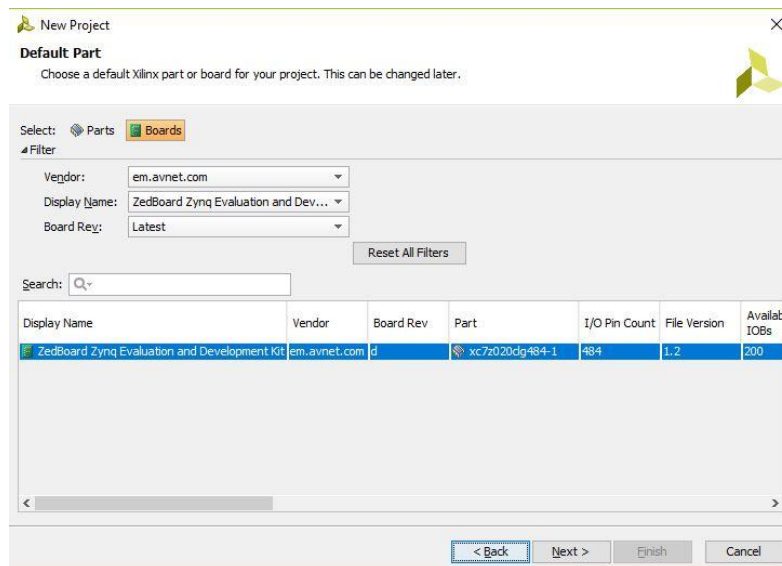 New Project
Default Part
Choose a default Xilinx part or board for your project. This can be changed later.
Select: Parts Boards
Filter
Vendor: em.avnet.com
Display Name: ZedBoard Zynq Evaluation and Dev...
Board Rev: Latest
Reset All Filters
Search:
Display Name Vendor Board Rev Part I/O Pin Count File Version Availab
IOBs
ZedBoard Zynq Evaluation and Development Kit em.avnet.com d xc7z020clg484-1 484 1.2 200
< Back Next > Finish Cancel